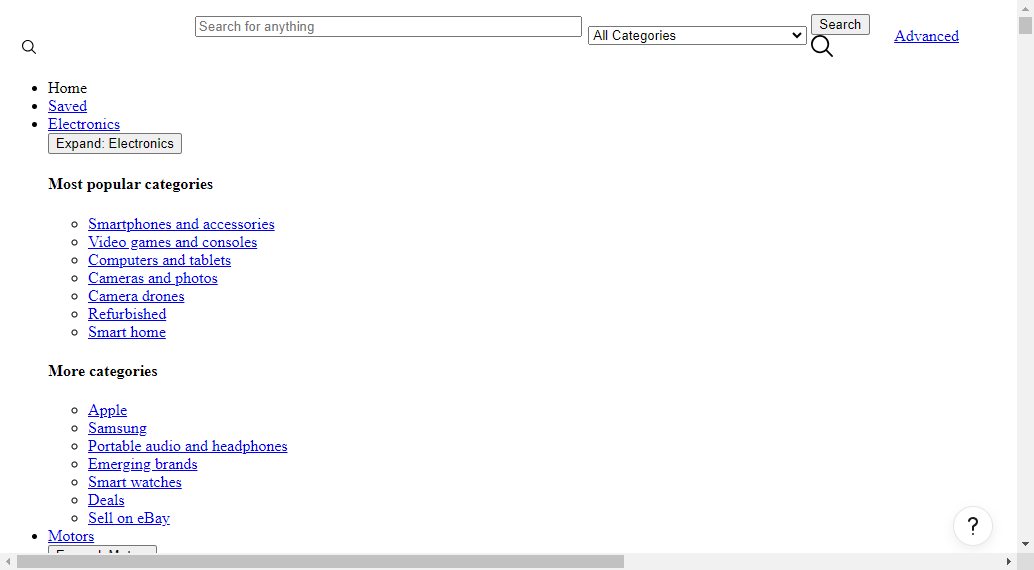 Search for anything
All Categories
Search
Advanced
Home
Saved
Electronics
Expand: Electronics
Most popular categories
Smartphones and accessories
Video games and consoles
Computers and tablets
Cameras and photos
Camera drones
Refurbished
Smart home
More categories
Apple
Samsung
Portable audio and headphones
Emerging brands
Smart watches
Deals
Sell on eBay
Motors
?